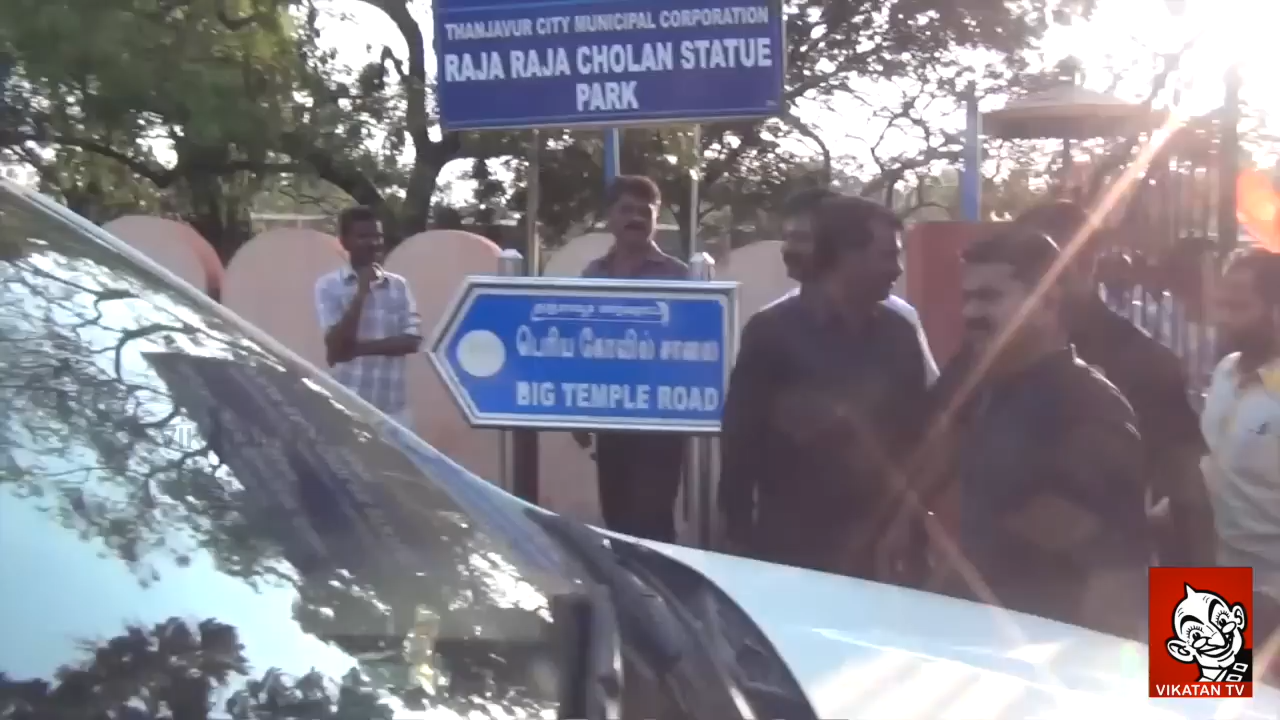 THANJAVUR CITY MUNICIPAL CORPORATION
RAJA RAJA CHOLAN STATUE
PARK
பெரிய கோவில் சாலை
BIG TEMPLE ROAD
VIKATAN TV